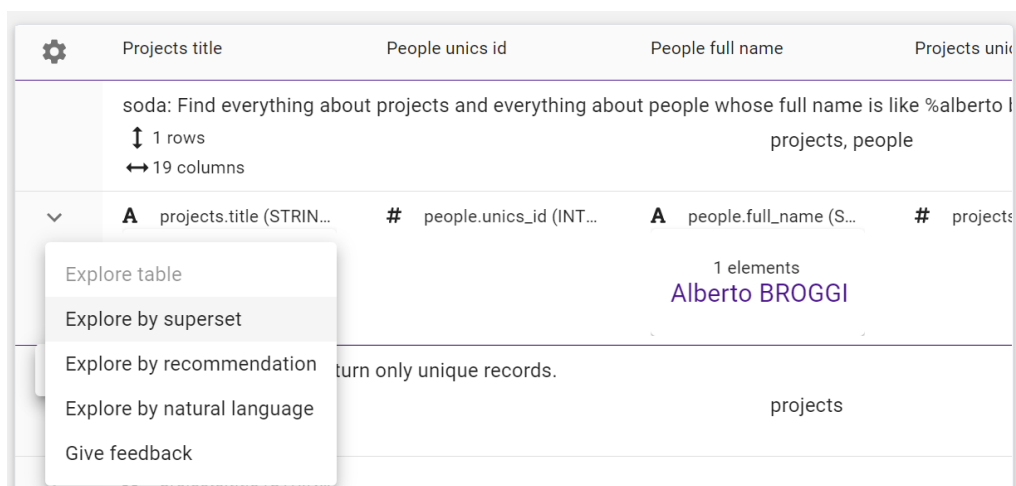 Projects title People unics id People full name Projects unic
soda: Find everything about projects and everything about people whose full name is like %alberto b
1 rows
projects, people
19 columns
A projects.title (STRIN... # people.unics_id (INT... A people.full_name (S... # projects
Explore table
Explore by superset
Explore by recommendation
Explore by natural language
Give feedback
1 elements
Alberto BROGGI
turn only unique records.
projects